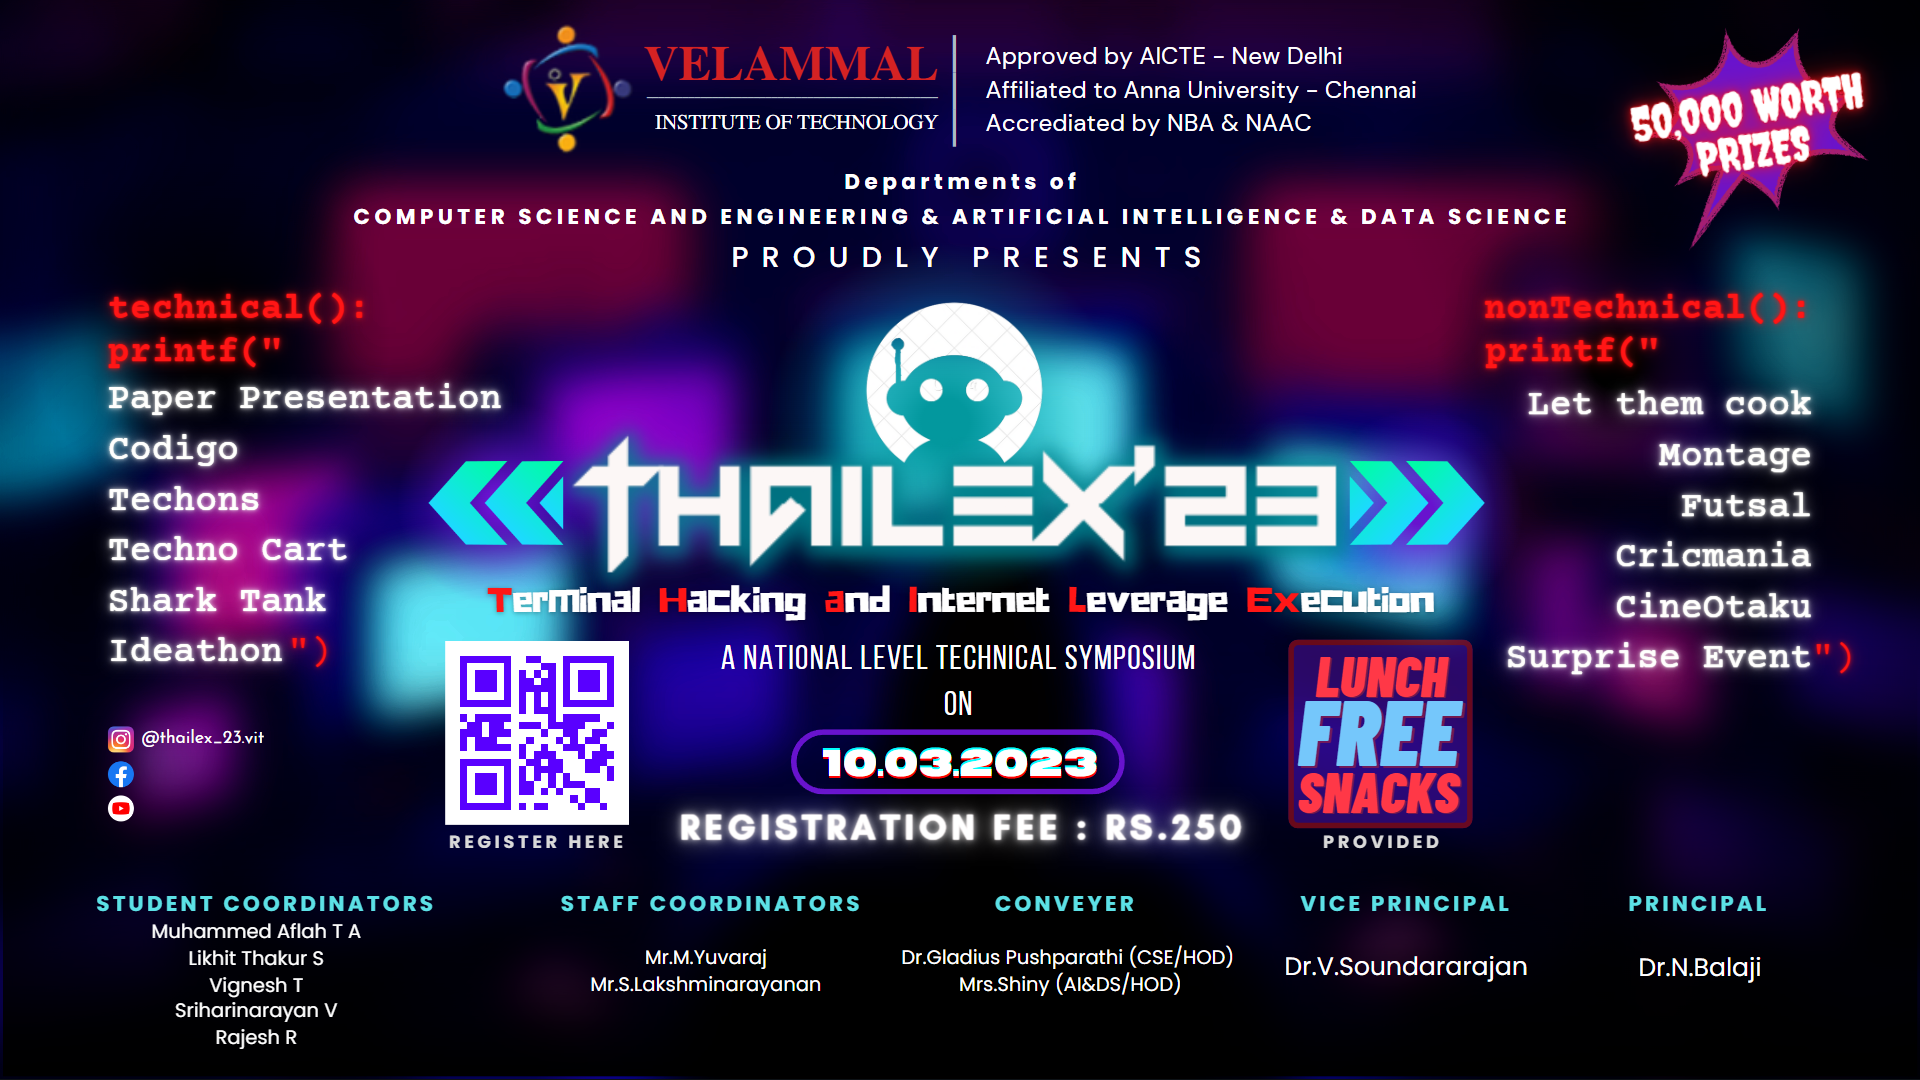 VELAMMAL
INSTITUTE OF TECHNOLOGY
Approved by AICTE - New Delhi
Affiliated to Anna University - Chennai
Accrediated by NBA & NAAC
50,000 WORTH
PRIZES
Departments of
COMPUTER SCIENCE AND ENGINEERING & ARTIFICIAL INTELLIGENCE & DATA SCIENCE
PROUDLY PRESENTS
technical():
printf("
Paper Presentation
Codigo
Techons
Techno Cart
Shark Tank
Ideathon")
nonTechnical():
printf("
Let them cook
Montage
Futsal
Cricmania
CineOtaku
Surprise Event")
THAILEX'23
Terminal Hacking and Internet Leverage Execution
A NATIONAL LEVEL TECHNICAL SYMPOSIUM
ON
10.03.2023
REGISTRATION FEE : RS.250
@thailex_23.vit
REGISTER HERE
LUNCH
FREE
SNACKS
PROVIDED
STUDENT COORDINATORS
Muhammed Aflah T A
Likhit Thakur S
Vignesh T
Sriharinarayan V
Rajesh R
STAFF COORDINATORS
Mr.M.Yuvaraj
Mr.S.Lakshminarayanan
CONVEYER
Dr.Gladius Pushparathi (CSE/HOD)
Mrs.Shiny (AI&DS/HOD)
VICE PRINCIPAL
Dr.V.Soundararajan
PRINCIPAL
Dr.N.Balaji